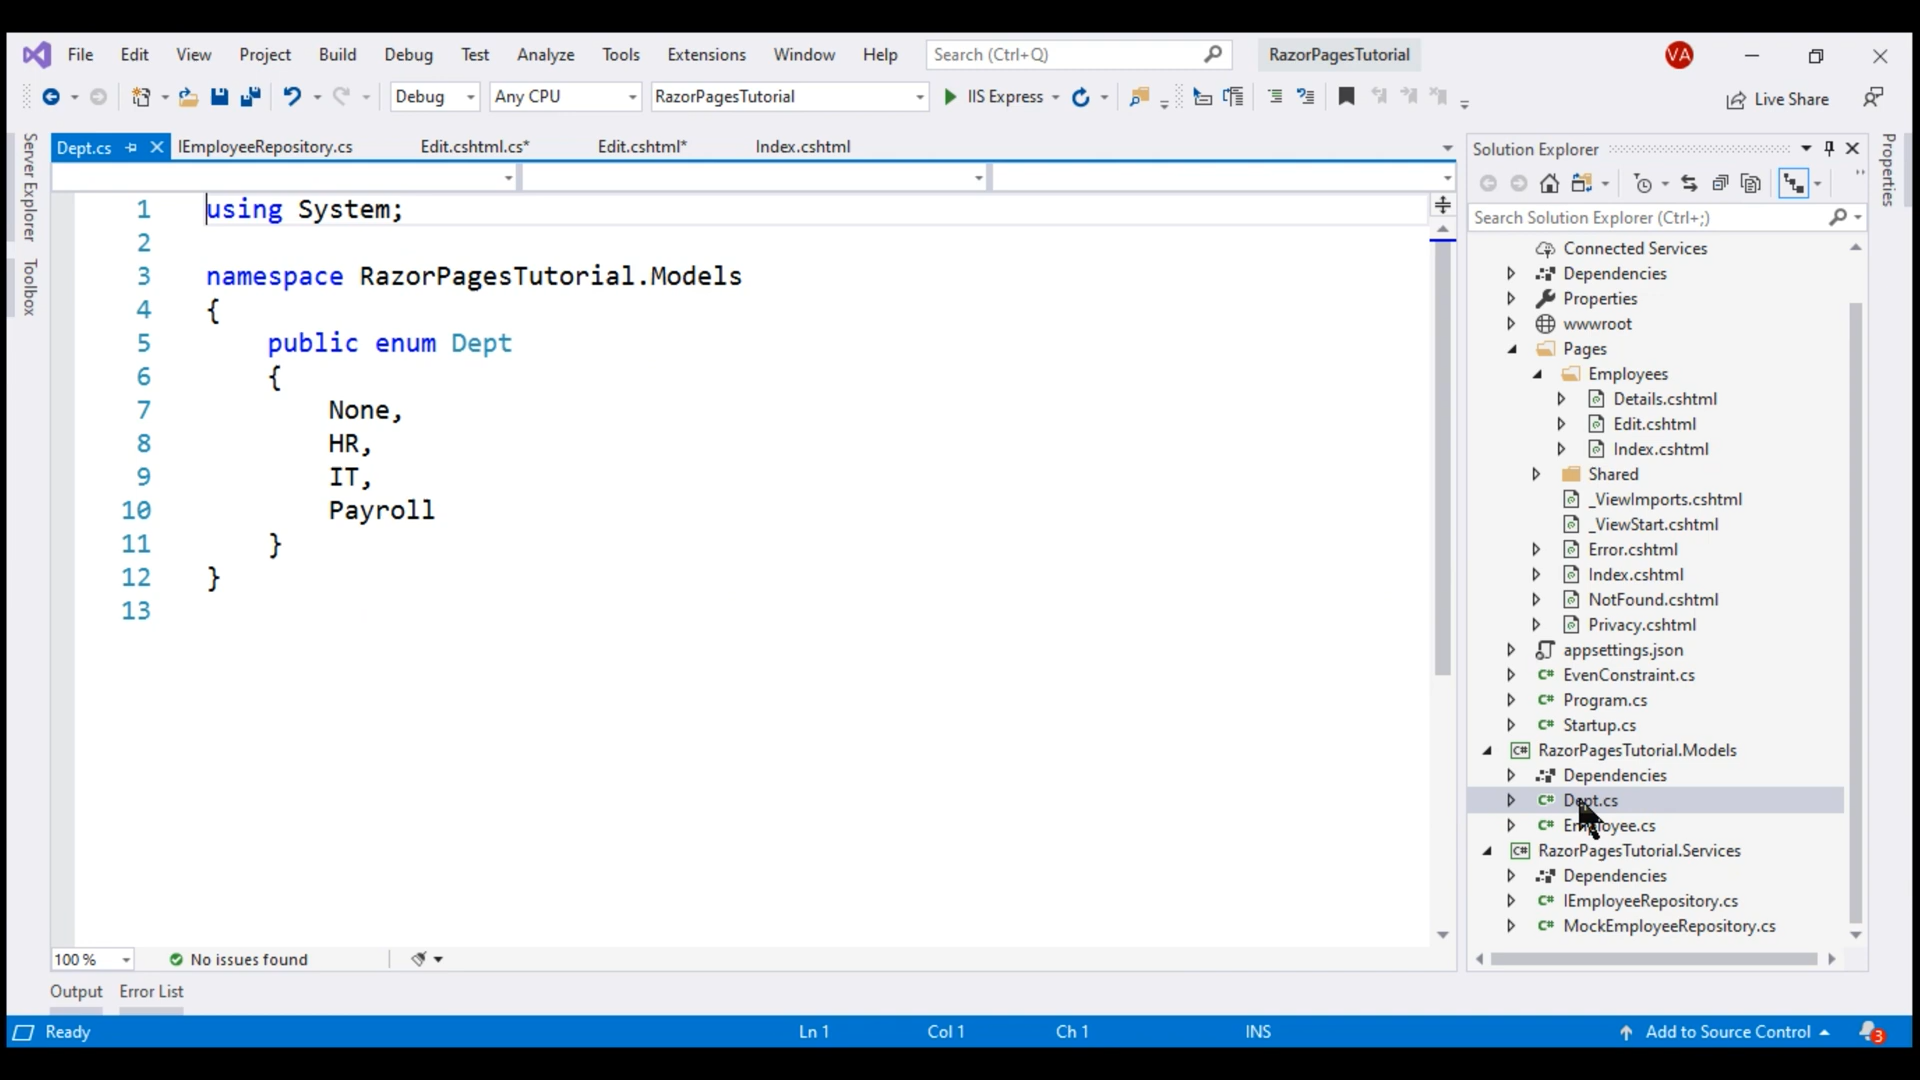 File Edit View Project Build Debug Test Analyze Tools Extensions Window Help Search (Ctrl+Q) RazorPagesTutorial VA
Debug Any CPU RazorPagesTutorial IIS Express Live Share
Server Explorer
Toolbox
Dept.cs IEmployeeRepository.cs Edit.cshtml.cs* Edit.cshtml* Index.cshtml
1 using System;
2
3 namespace RazorPagesTutorial.Models
4 {
5 public enum Dept
6 {
7 None,
8 HR,
9 IT,
10 Payroll
11 }
12 }
13
100 % No issues found
Solution Explorer
Search Solution Explorer (Ctrl+;)
Connected Services
Dependencies
Properties
wwwroot
Pages
Employees
Details.cshtml
Edit.cshtml
Index.cshtml
Shared
_ViewImports.cshtml
_ViewStart.cshtml
Error.cshtml
Index.cshtml
NotFound.cshtml
Privacy.cshtml
appsettings.json
C# EvenConstraint.cs
C# Program.cs
C# Startup.cs
C# RazorPagesTutorial.Models
Dependencies
C# Dept.cs
C# Employee.cs
C# RazorPagesTutorial.Services
Dependencies
C# IEmployeeRepository.cs
C# MockEmployeeRepository.cs
Properties
Output Error List
Ready Ln 1 Col 1 Ch 1 INS Add to Source Control 3